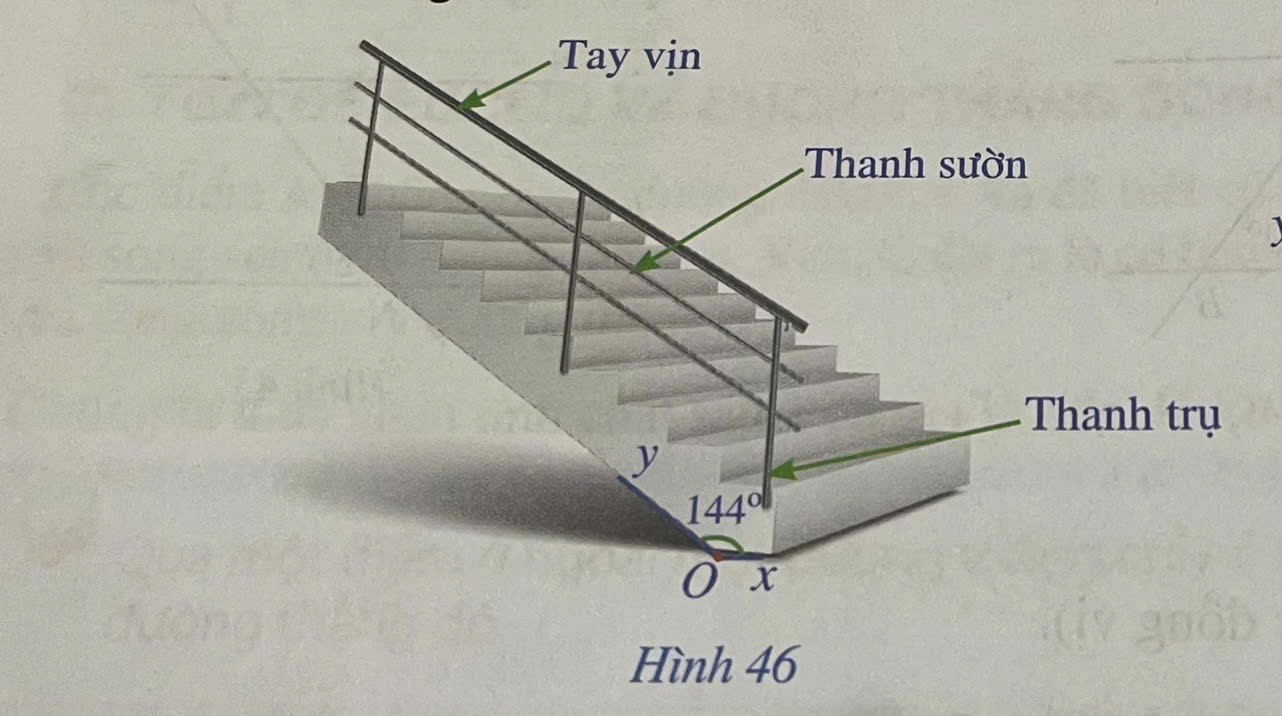 Tay vịn
Thanh sườn
Thanh trụ
y
144°
O x
Hình 46